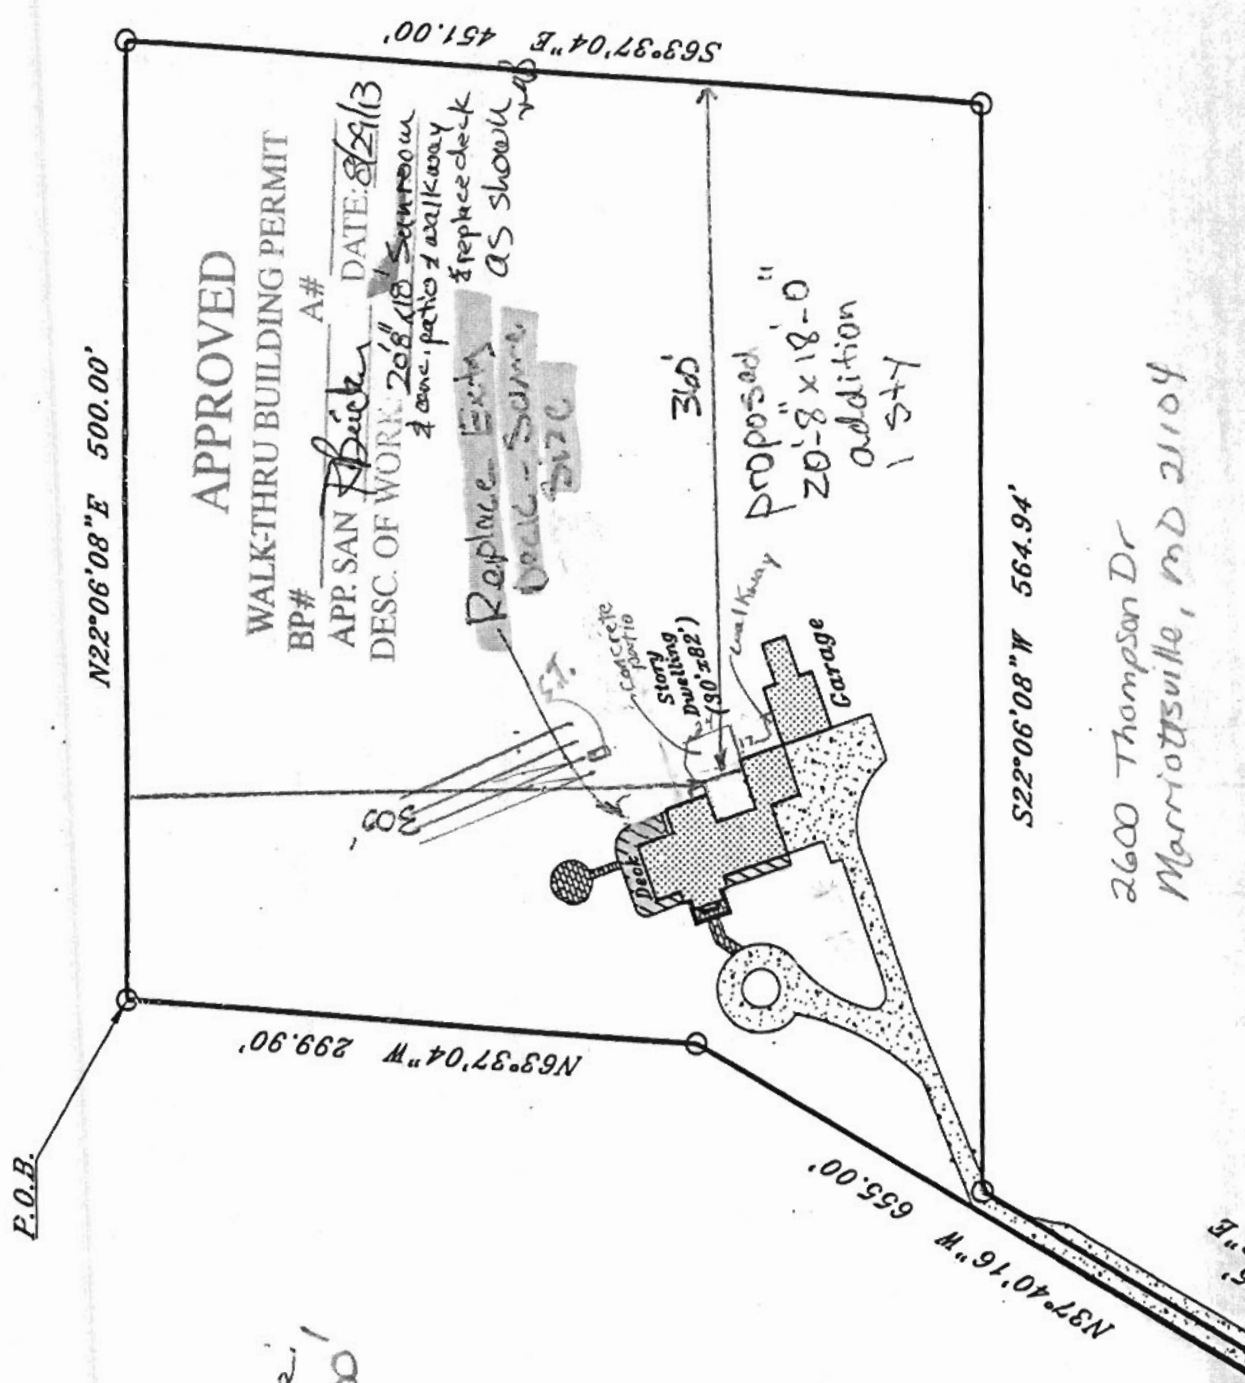 S63°37'04"E 451.00'
APPROVED
WALK-THRU BUILDING PERMIT
BP# A#
APP. SAN DATE: 8/29/13
DESC. OF WORK: 20'8" x 18' Sunroom
& conc. patio & walkway
& replace deck
as shown
Replace Extg
Deck - Same
Size
N22°06'08"E 500.00'
360'
proposed
20'-8" x 18'-0"
addition
1 sty
S22°06'08"W 564.94'
2600 Thompson Dr
Marriottsville, MD 21104
S.T.
Concrete
patio
Story
Dwelling
(90'x82')
walkway
Garage
Deck
308'
P.O.B.
N63°37'04"W 299.90'
N37°40'16"W 655.00'